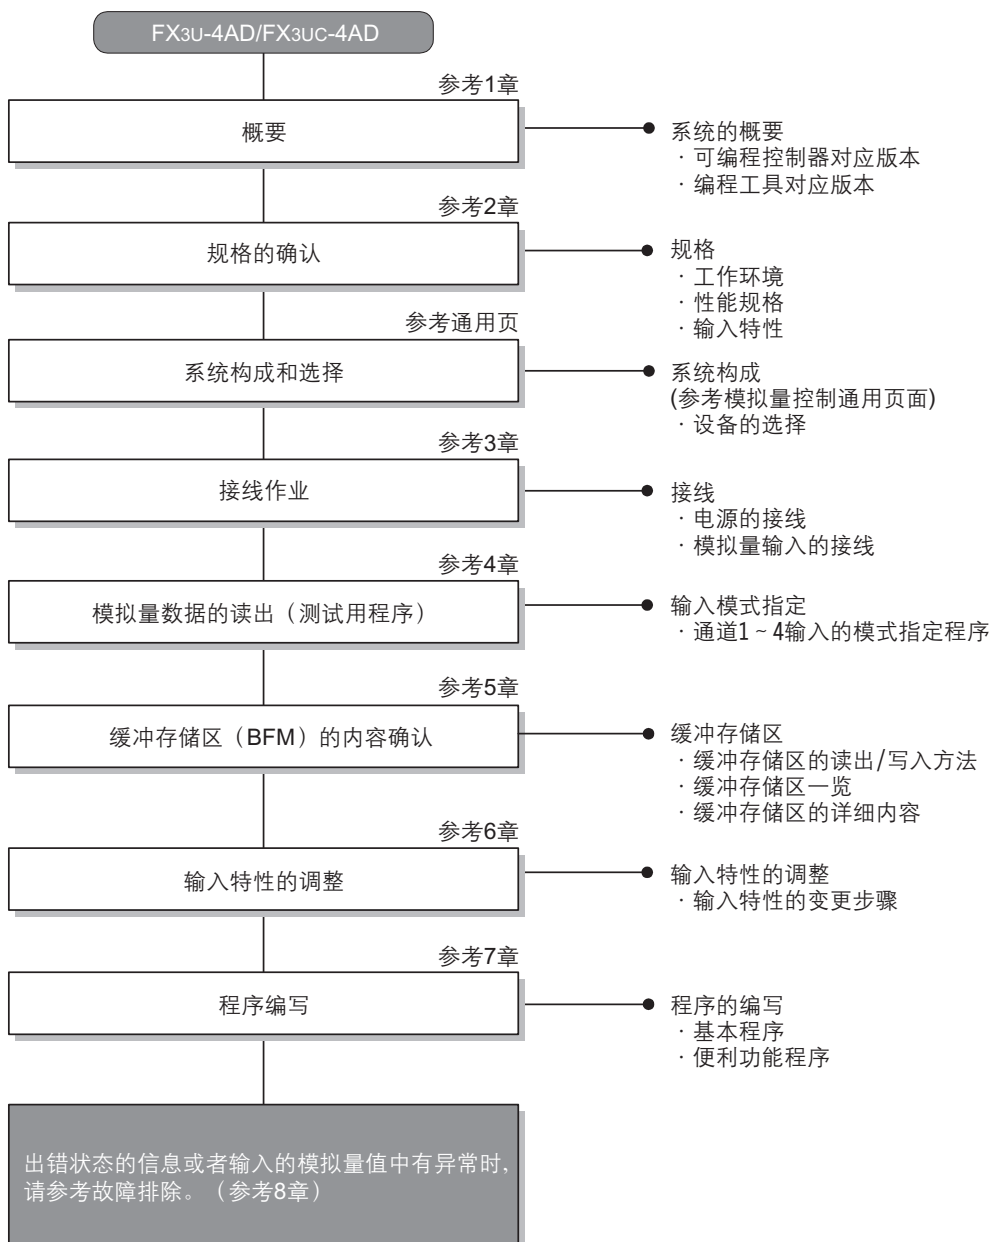 FX3U-4AD/FX3UC-4AD
参考1章
概要
系统的概要
· 可编程控制器对应版本
· 编程工具对应版本
参考2章
规格的确认
规格
· 工作环境
· 性能规格
· 输入特性
参考通用页
系统构成和选择
系统构成
(参考模拟量控制通用页面)
· 设备的选择
参考3章
接线作业
接线
· 电源的接线
· 模拟量输入的接线
参考4章
模拟量数据的读出（测试用程序）
输入模式指定
· 通道1~4输入的模式指定程序
参考5章
缓冲存储区（BFM）的内容确认
缓冲存储区
· 缓冲存储区的读出/写入方法
· 缓冲存储区一览
· 缓冲存储区的详细内容
参考6章
输入特性的调整
输入特性的调整
· 输入特性的变更步骤
参考7章
程序编写
程序的编写
· 基本程序
· 便利功能程序
出错状态的信息或者输入的模拟量值中有异常时,
请参考故障排除。（参考8章）